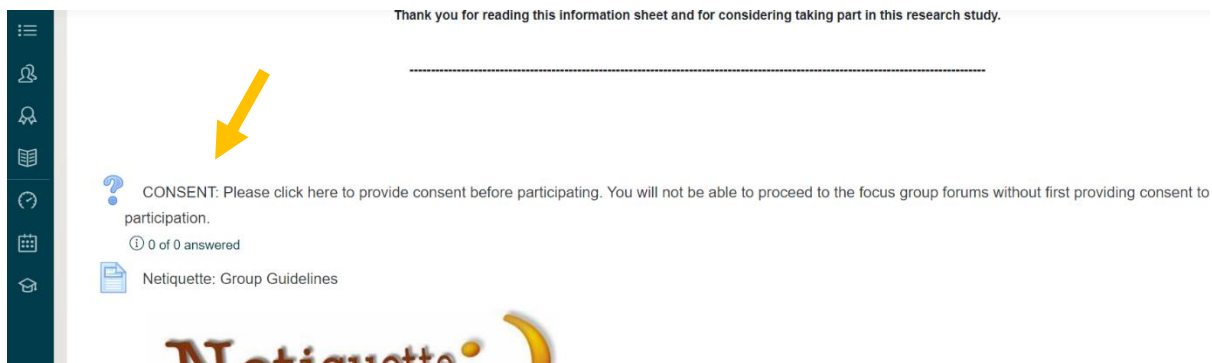 Thank you for reading this information sheet and for considering taking part in this research study.
CONSENT: Please click here to provide consent before participating. You will not be able to proceed to the focus group forums without first providing consent to
participation.
0 of 0 answered
Netiquette: Group Guidelines
Netiquette